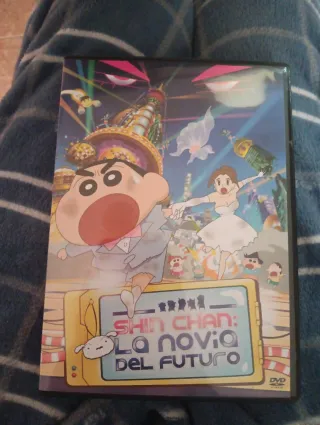 SHIN CHAN:
La NOVia
DeL FUTURO
DVD